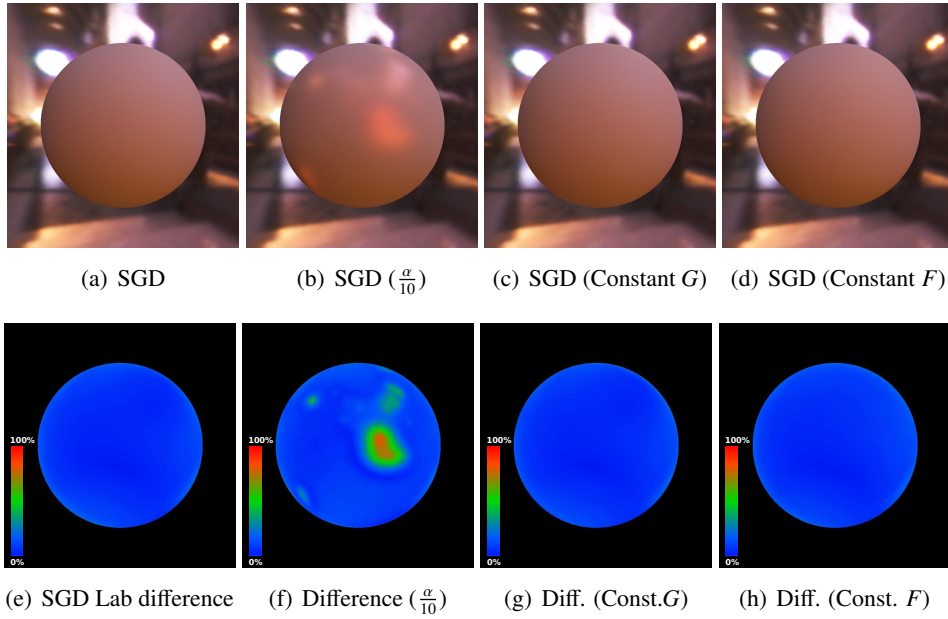 (a) SGD
(b) SGD (α/10)
(c) SGD (Constant G)
(d) SGD (Constant F)
100%
0%
100%
0%
100%
0%
100%
0%
(e) SGD Lab difference
(f) Difference (α/10)
(g) Diff. (Const.G)
(h) Diff. (Const. F)